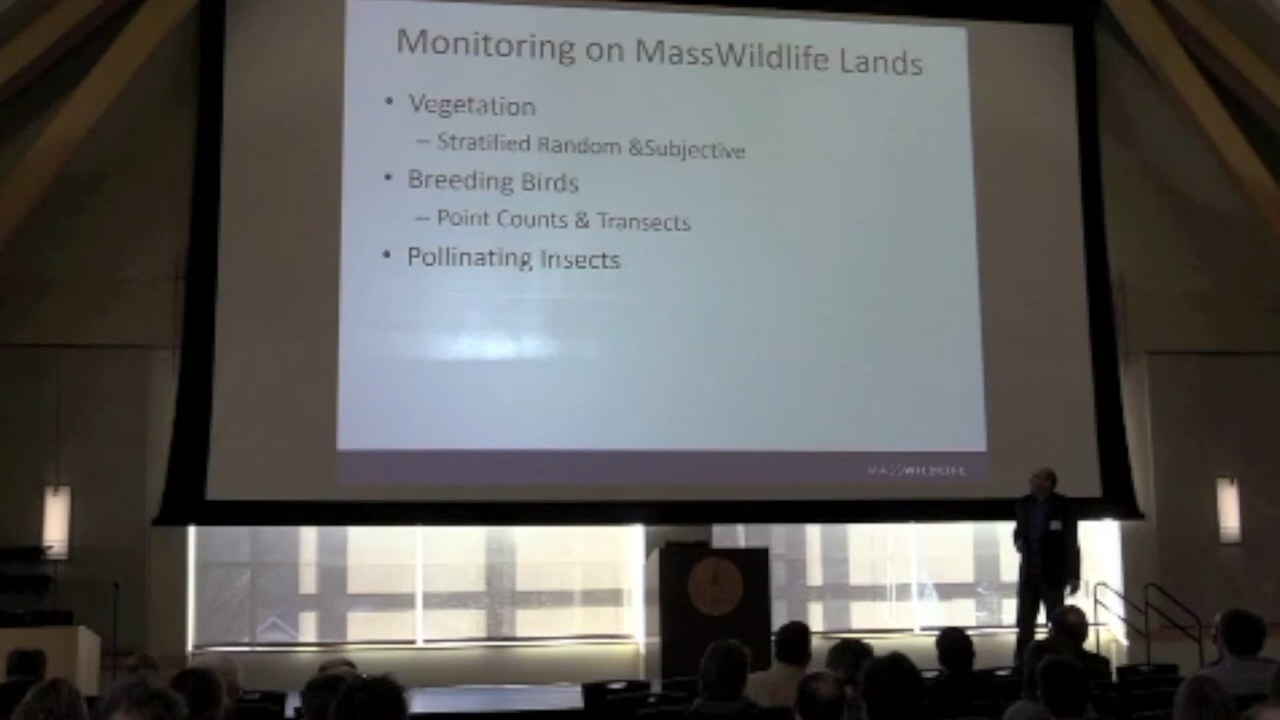 Monitoring on MassWildlife Lands
• Vegetation
– Stratified Random &Subjective
• Breeding Birds
– Point Counts & Transects
• Pollinating Insects
MASSWILDLIFE